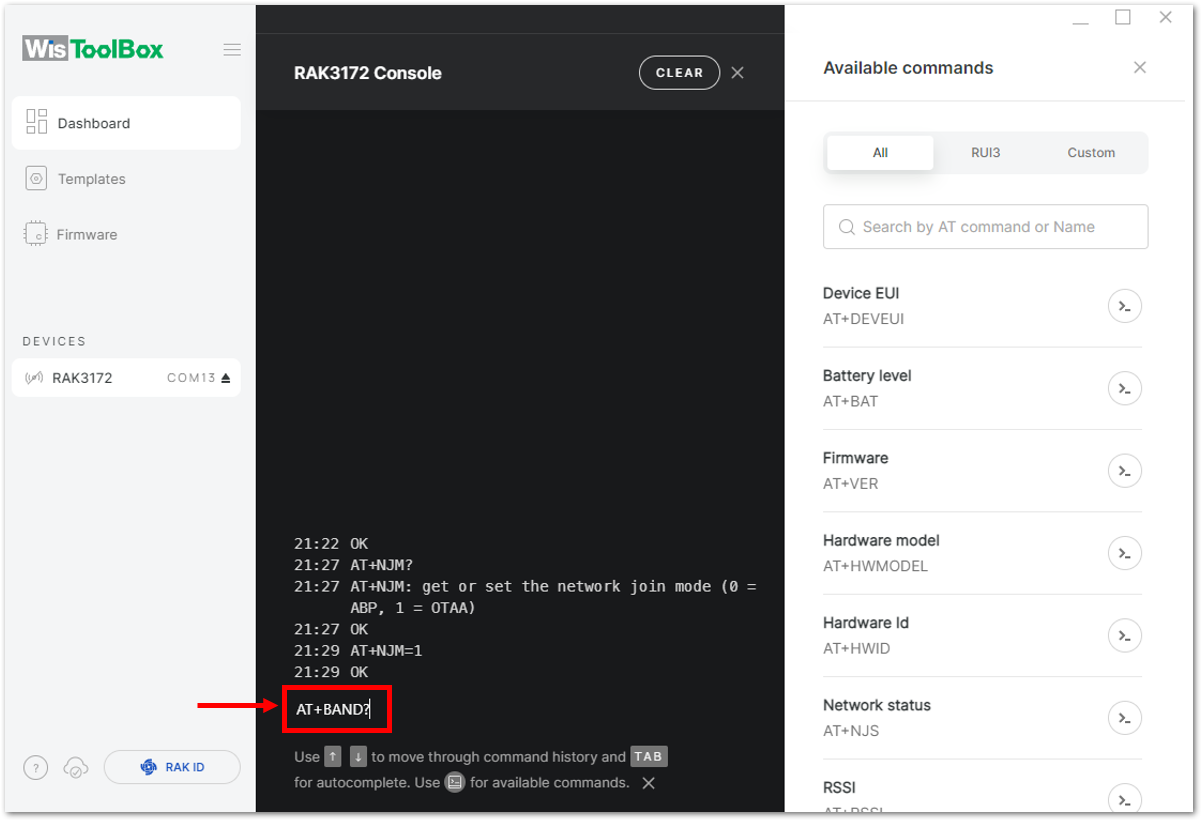 WisToolBox
Dashboard
Templates
Firmware
DEVICES
RAK3172 COM13
? RAK ID
RAK3172 Console
CLEAR
21:22 OK
21:27 AT+NJM?
21:27 AT+NJM: get or set the network join mode (0 =
ABP, 1 = OTAA)
21:27 OK
21:29 AT+NJM=1
21:29 OK
AT+BAND?
Use ↑ ↓ to move through command history and TAB
for autocomplete. Use for available commands.
Available commands
All RUI3 Custom
Search by AT command or Name
Device EUI
AT+DEVEUI
Battery level
AT+BAT
Firmware
AT+VER
Hardware model
AT+HWMODEL
Hardware Id
AT+HWID
Network status
AT+NJS
RSSI
AT+RSSI